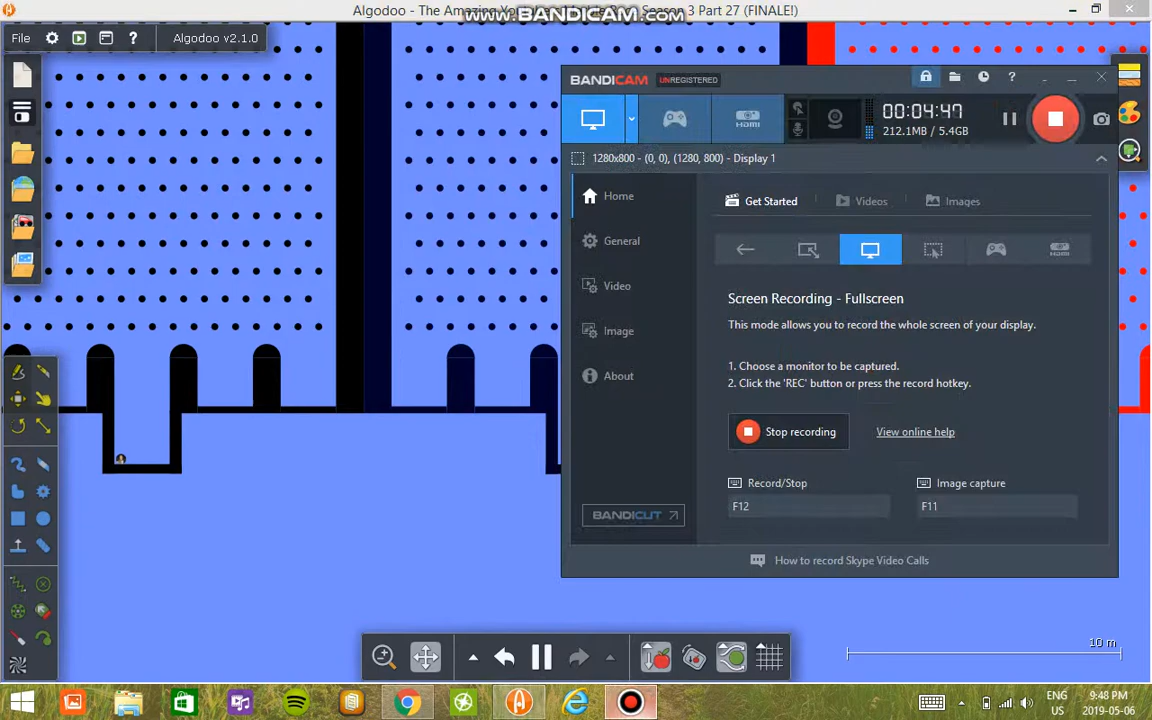 Algodoo - The Amazing You
Season 3 Part 27 (FINALE!)
www.BANDICAM.com
File
?
Algodoo v2.1.0
BANDICAM
UNREGISTERED
?
00:04:47
212.1MB / 5.4GB
1280x800 - (0, 0), (1280, 800) - Display 1
Home
General
Video
Image
About
Get Started
Videos
Images
HDMI
Screen Recording - Fullscreen
This mode allows you to record the whole screen of your display.
1. Choose a monitor to be captured.
2. Click the 'REC' button or press the record hotkey.
Stop recording
View online help
Record/Stop
Image capture
F12
F11
BANDICUT
How to record Skype Video Calls
10 m
ENG
US
9:48 PM
2019-05-06